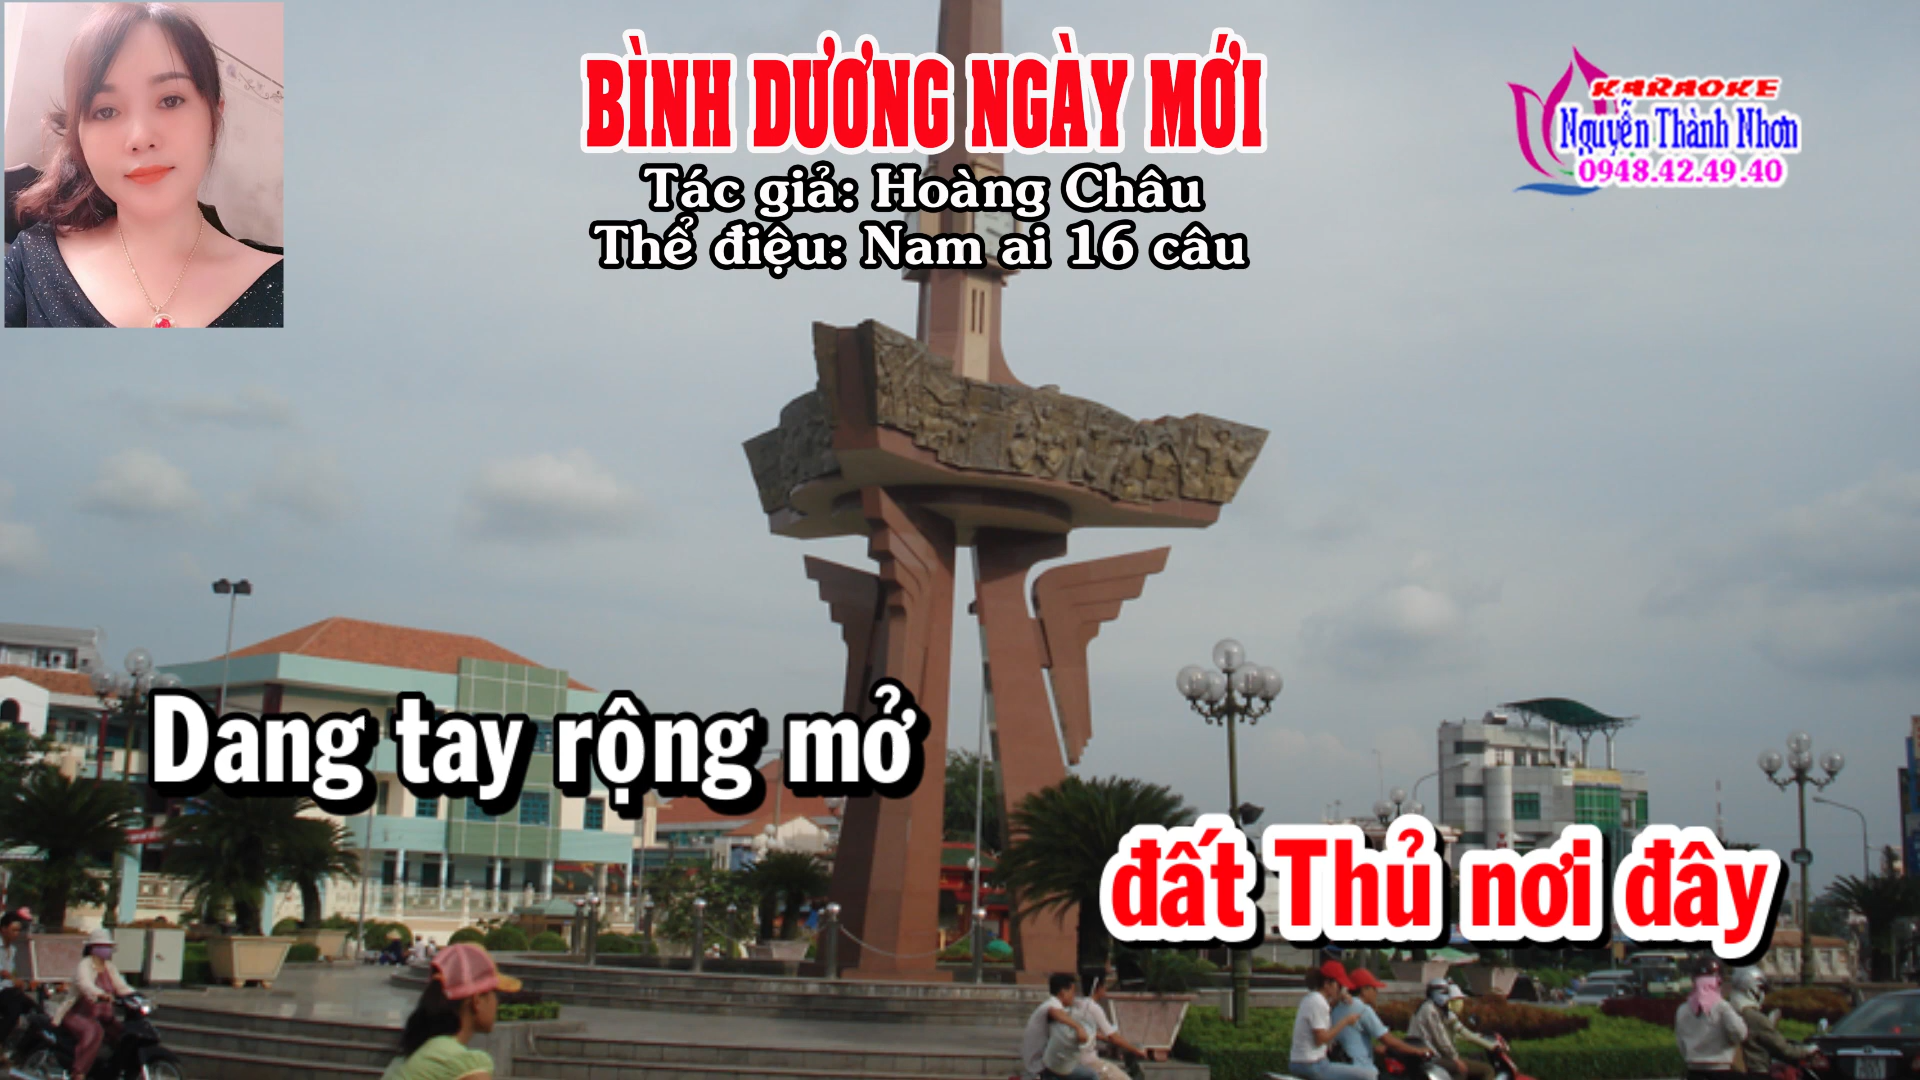 BÌNH DƯƠNG NGÀY MỚI
Tác giả: Hoàng Châu
Thể điệu: Nam ai 16 câu
KARAOKE
Nguyễn Thành Nhơn
0948.42.49.40
Dang tay rộng mở
đất Thủ nơi đây